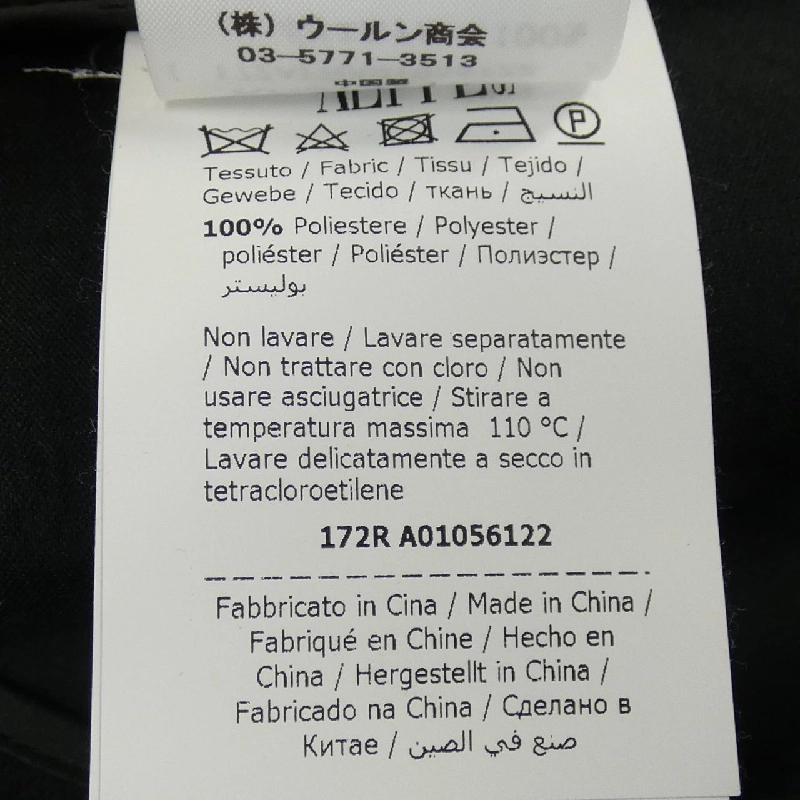 （株）ウールン商会
03-5771-3513
中国製
P
Tessuto / Fabric / Tissu / Tejido /
Gewebe / Tecido / ткань / النسيج
100% Poliestere / Polyester /
poliéster / Poliéster / Полиэстер /
بوليستر
Non lavare / Lavare separatamente
/ Non trattare con cloro / Non
usare asciugatrice / Stirare a
temperatura massima 110 °C /
Lavare delicatamente a secco in
tetracloroetilene
172R A01056122
Fabbricato in Cina / Made in China /
Fabriqué en Chine / Hecho en
China / Hergestellt in China /
Fabricado na China / Сделано в
Китае / صنع في الصين